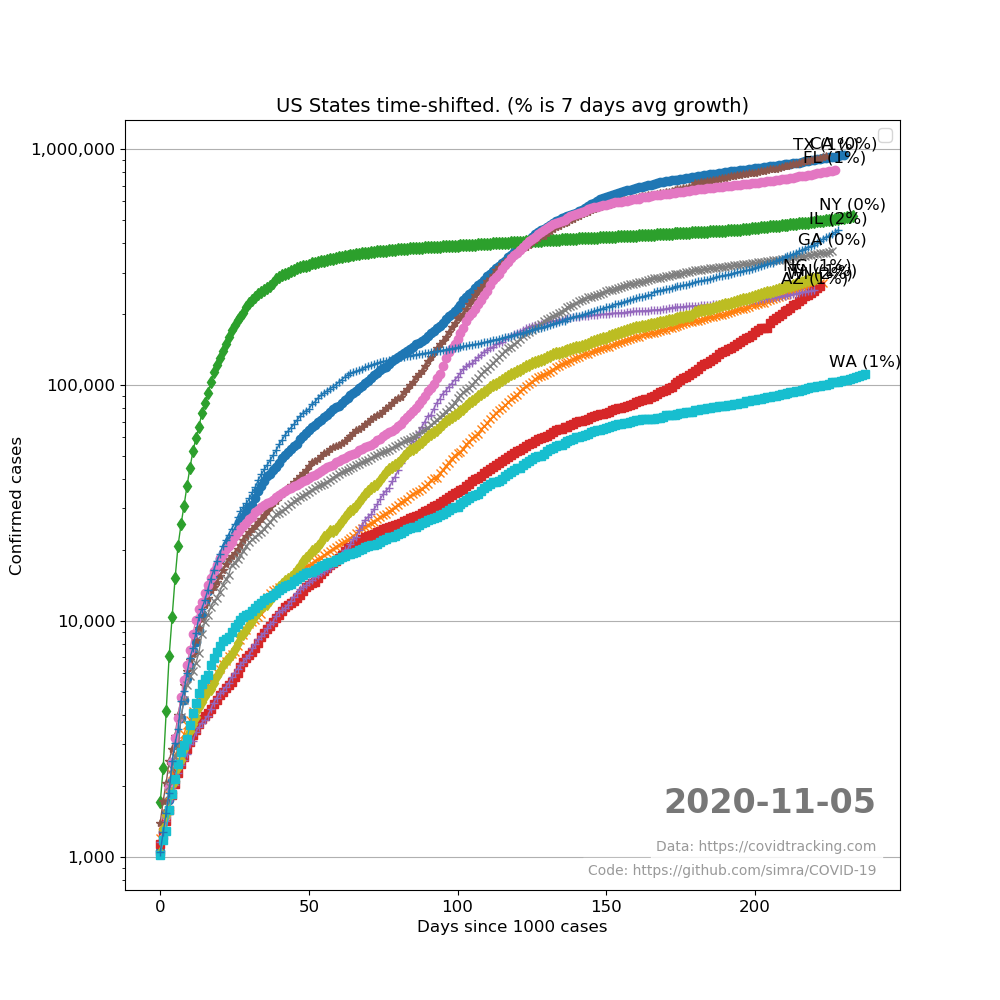 US States time-shifted. (% is 7 days avg growth)
1,000,000
100,000
10,000
1,000
Confirmed cases
FL (1%)
NY (0%)
IL (2%)
GA (0%)
WA (1%)
2020-11-05
Data: https://covidtracking.com
Code: https://github.com/simra/COVID-19
0 50 100 150 200
Days since 1000 cases